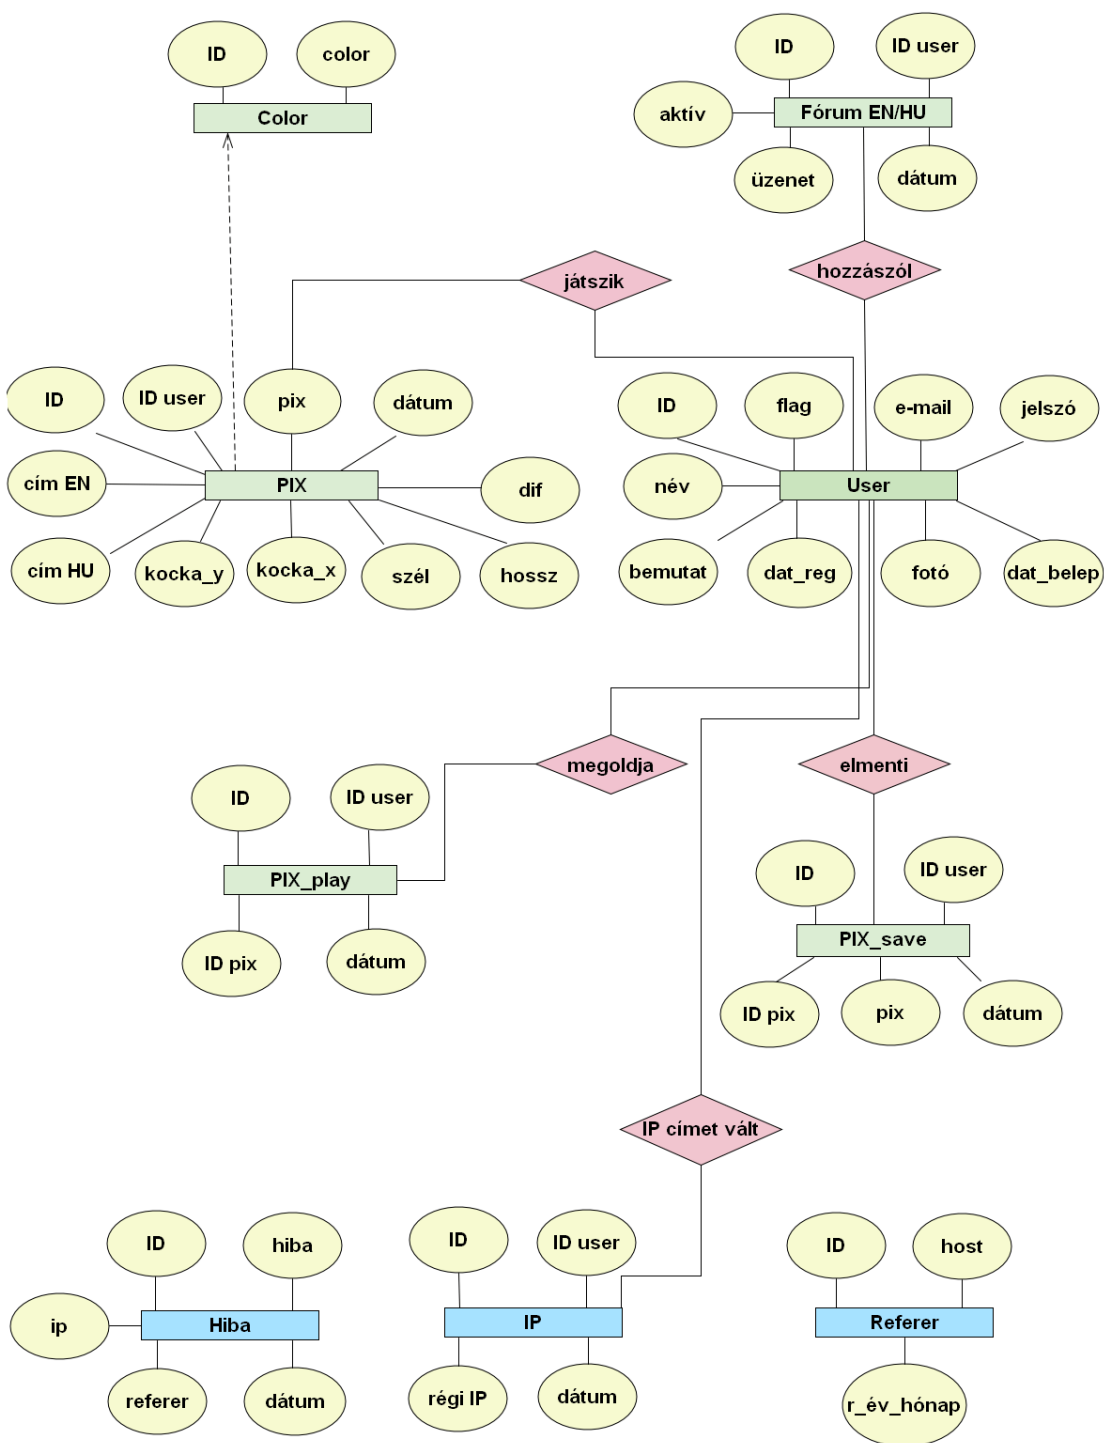 ID
color
Color
ID
ID user
aktív
Fórum EN/HU
üzenet
dátum
játszik
hozzászól
ID
ID user
pix
dátum
cím EN
PIX
dif
cím HU
kocka_y
kocka_x
szél
hossz
ID
flag
e-mail
jelszó
név
User
bemutat
dat_reg
fotó
dat_belep
megoldja
elmenti
ID
ID user
PIX_play
ID pix
dátum
ID
ID user
PIX_save
ID pix
pix
dátum
IP címet vált
ID
hiba
ip
Hiba
referer
dátum
ID
ID user
IP
régi IP
dátum
ID
host
Referer
r_év_hónap